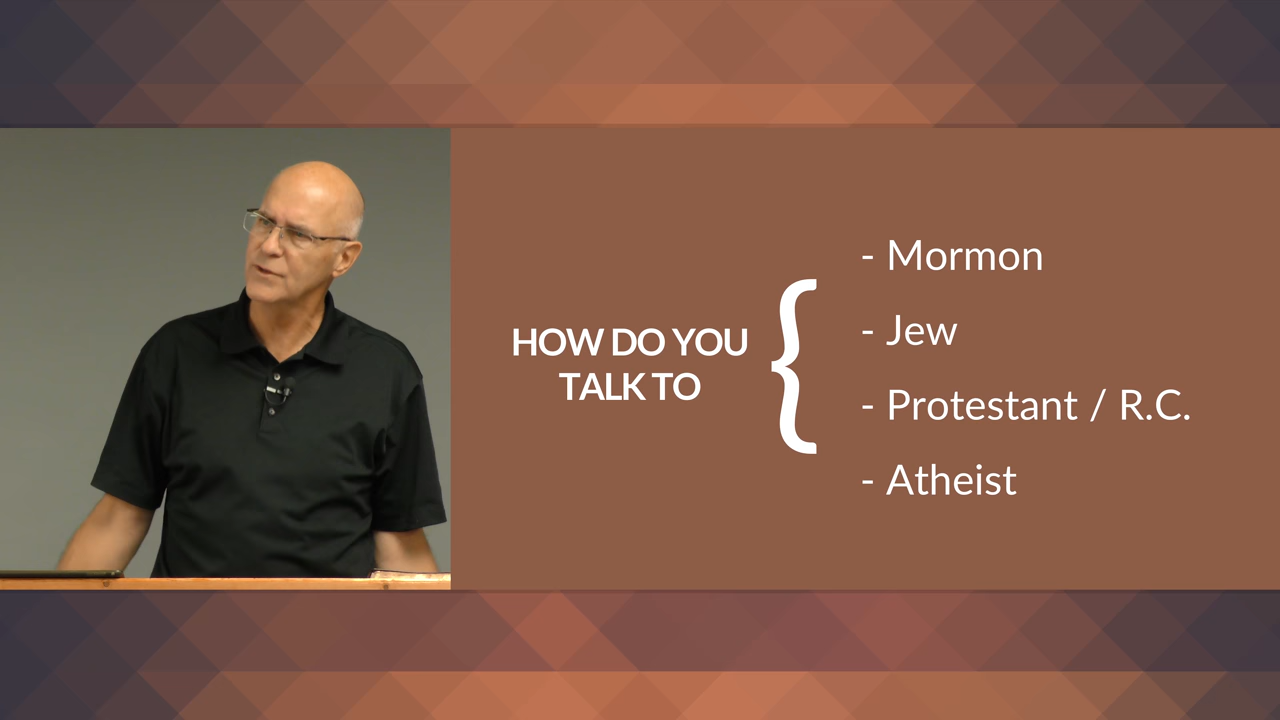 HOW DO YOU
TALK TO
{
- Mormon
- Jew
- Protestant / R.C.
- Atheist